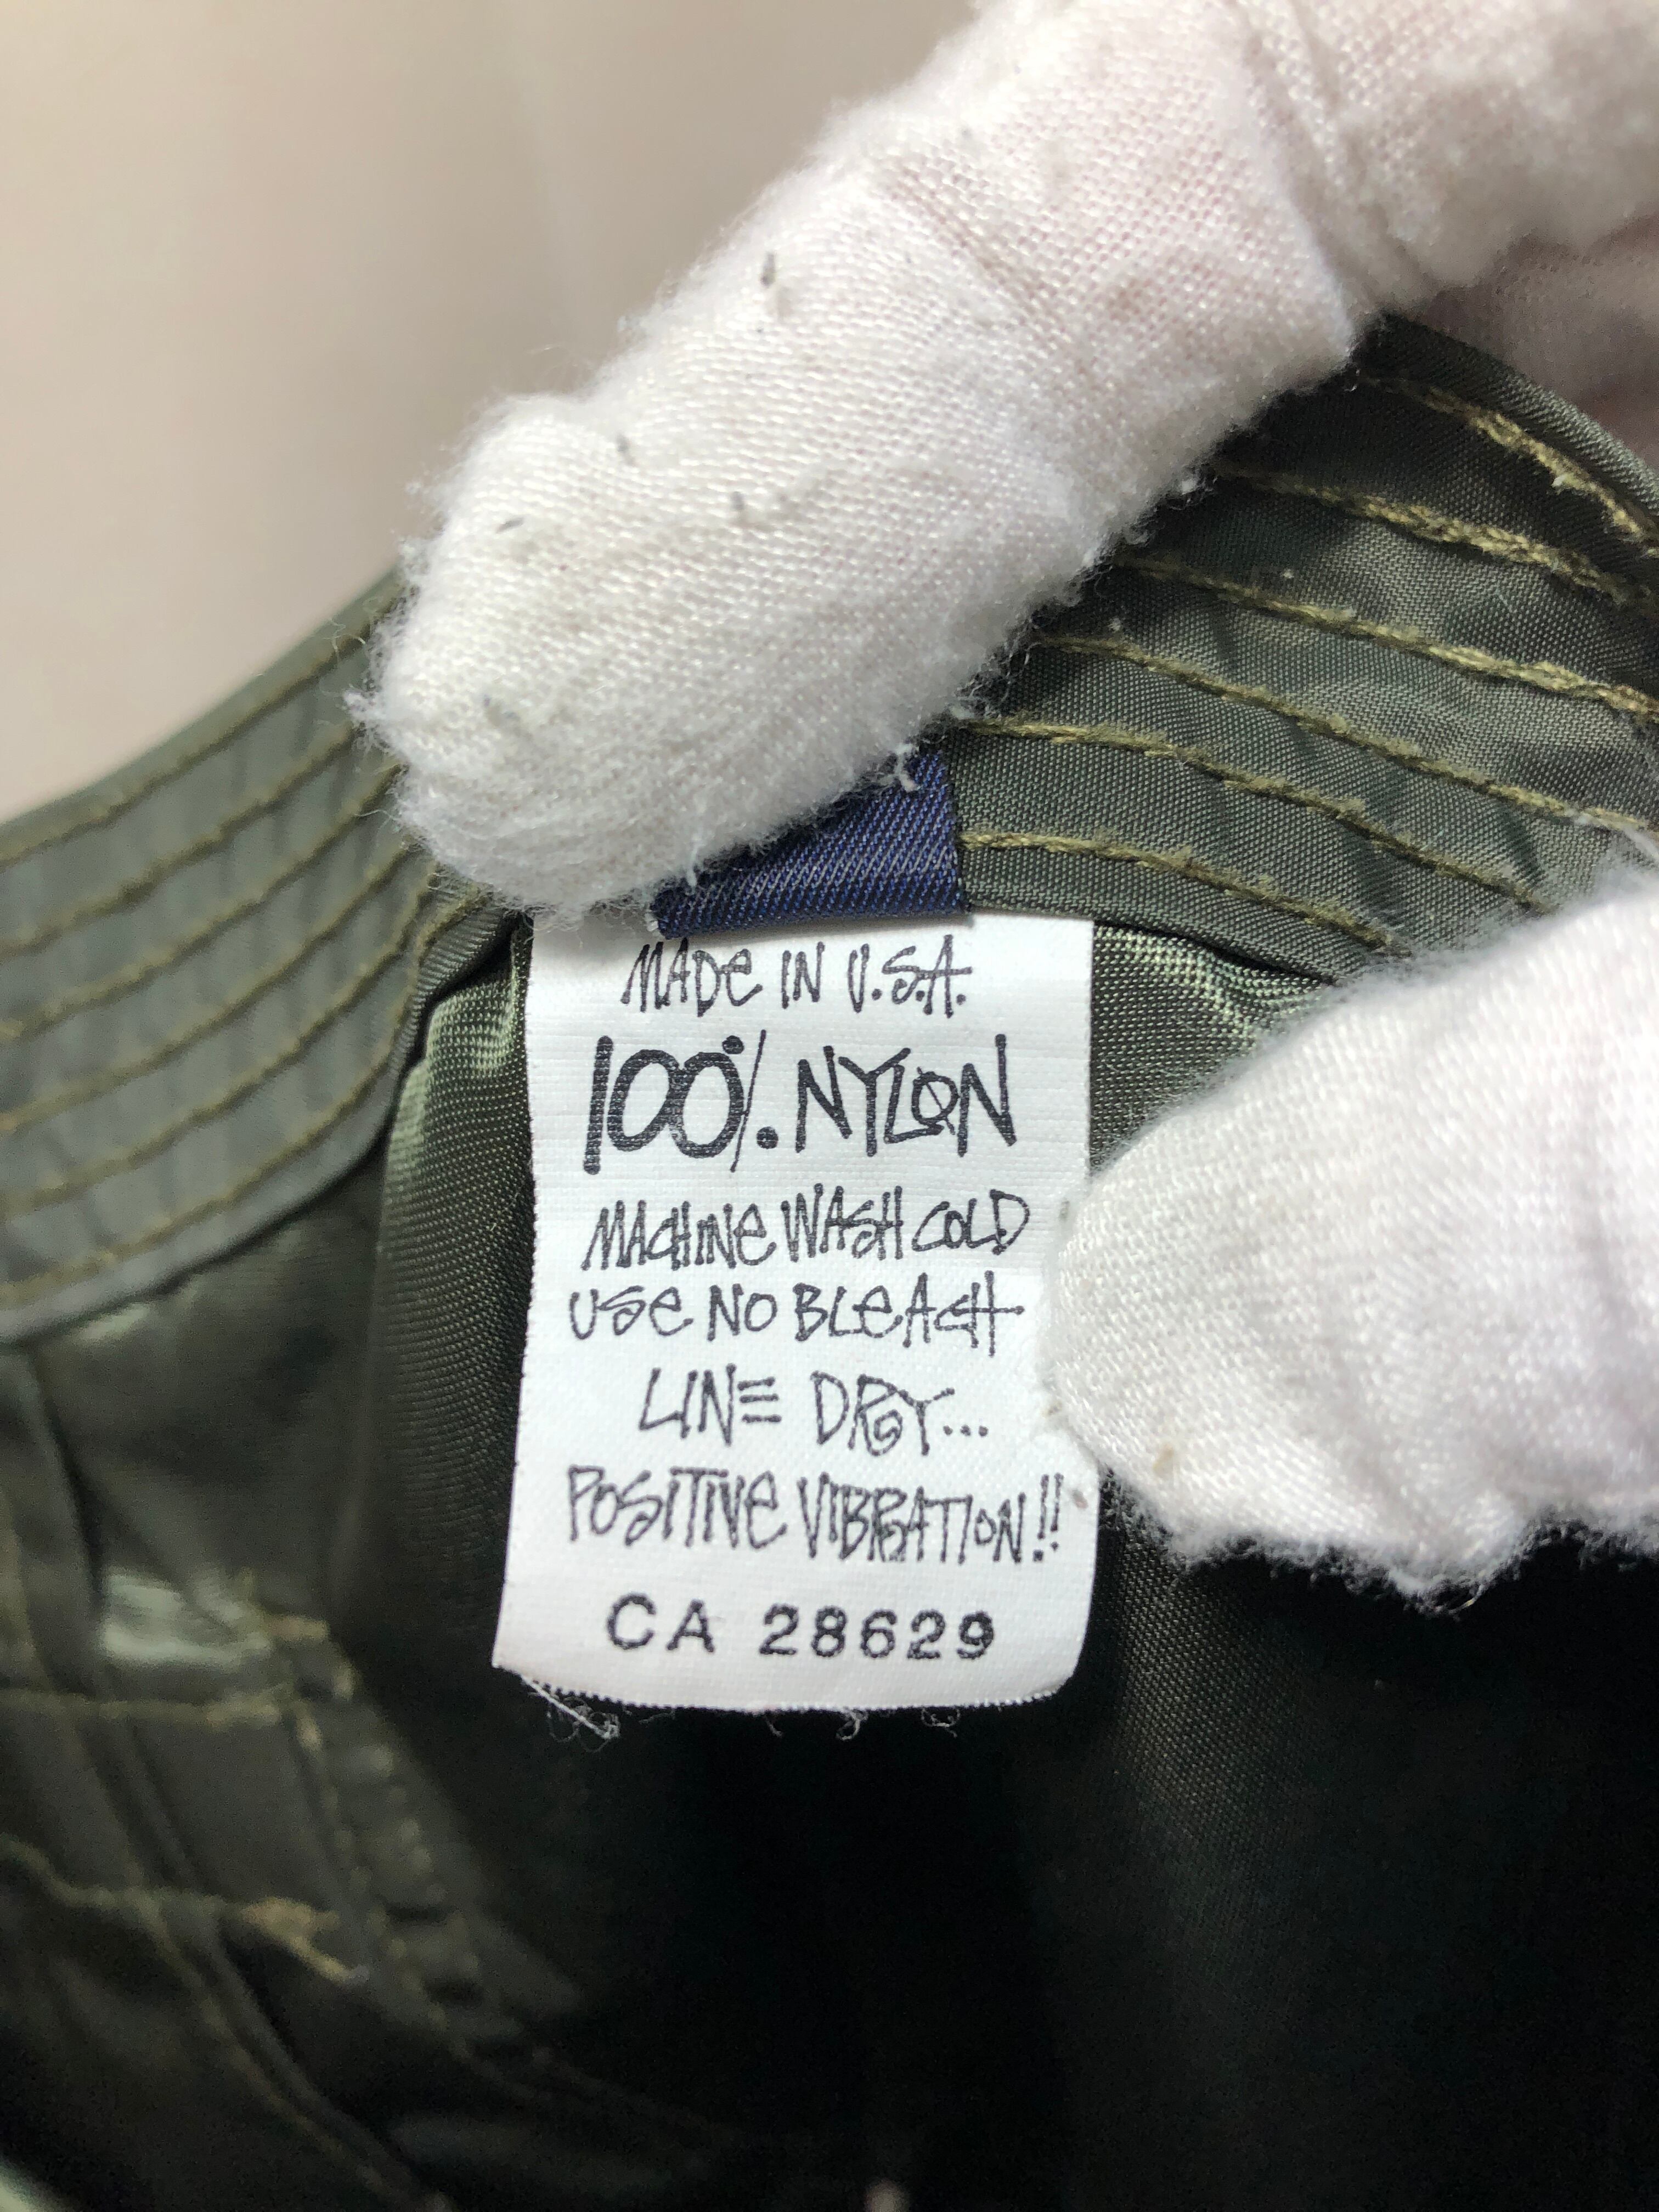 MADE IN U.S.A.
100% NYLON
MACHINE WASH COLD
USE NO BLEACH
LINE DRY...
POSITIVE VIBRATION!!
CA 28629